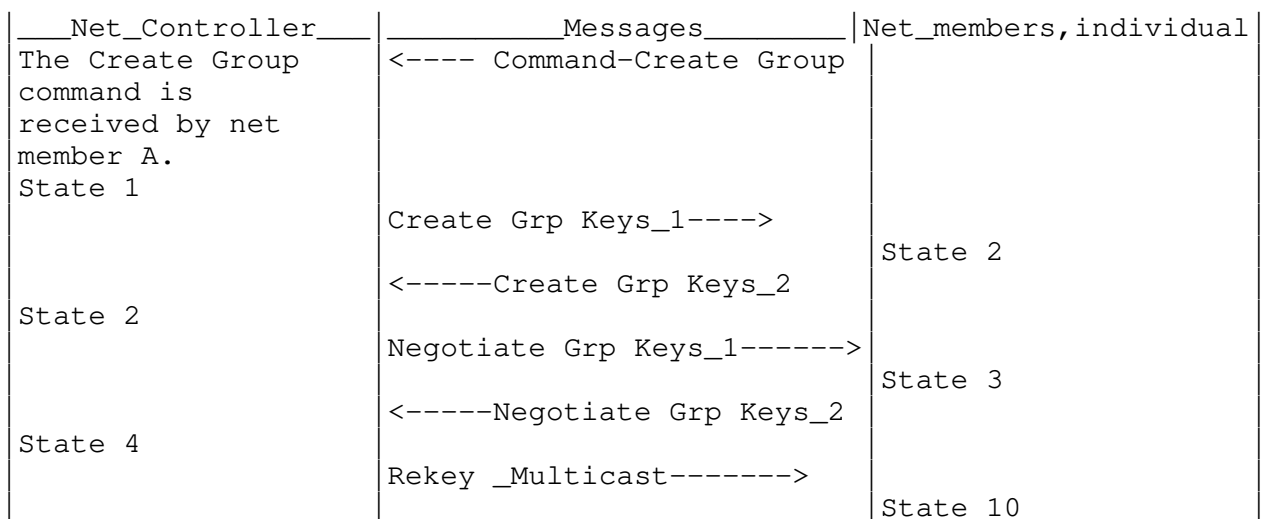 |___Net_Controller___|__________Messages________|Net_members,individual|
|The Create Group     |<---- Command-Create Group  |                      |
|command is           |                            |                      |
|received by net      |                            |                      |
|member A.            |                            |                      |
|State 1              |                            |                      |
|                     |Create Grp Keys_1---->      |                      |
|                     |                            |State 2               |
|                     |<-----Create Grp Keys_2     |                      |
|State 2              |                            |                      |
|                     |Negotiate Grp Keys_1------>|                      |
|                     |                            |State 3               |
|                     |<-----Negotiate Grp Keys_2  |                      |
|State 4              |                            |                      |
|                     |Rekey _Multicast------->    |                      |
|                     |                            |State 10              |